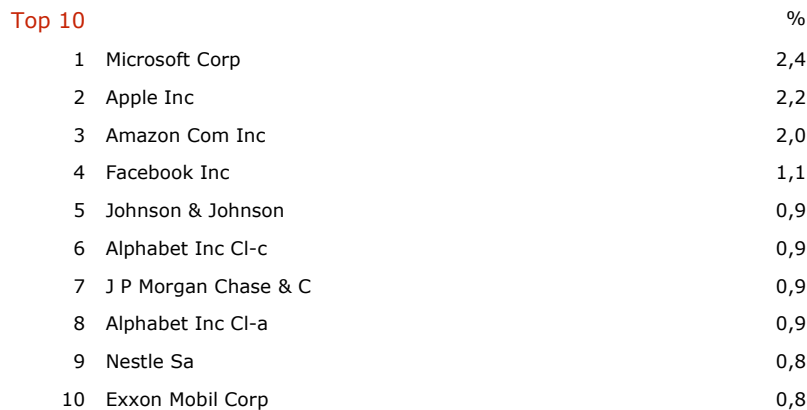 Top 10 %
1 Microsoft Corp 2,4
2 Apple Inc 2,2
3 Amazon Com Inc 2,0
4 Facebook Inc 1,1
5 Johnson & Johnson 0,9
6 Alphabet Inc Cl-c 0,9
7 J P Morgan Chase & C 0,9
8 Alphabet Inc Cl-a 0,9
9 Nestle Sa 0,8
10 Exxon Mobil Corp 0,8